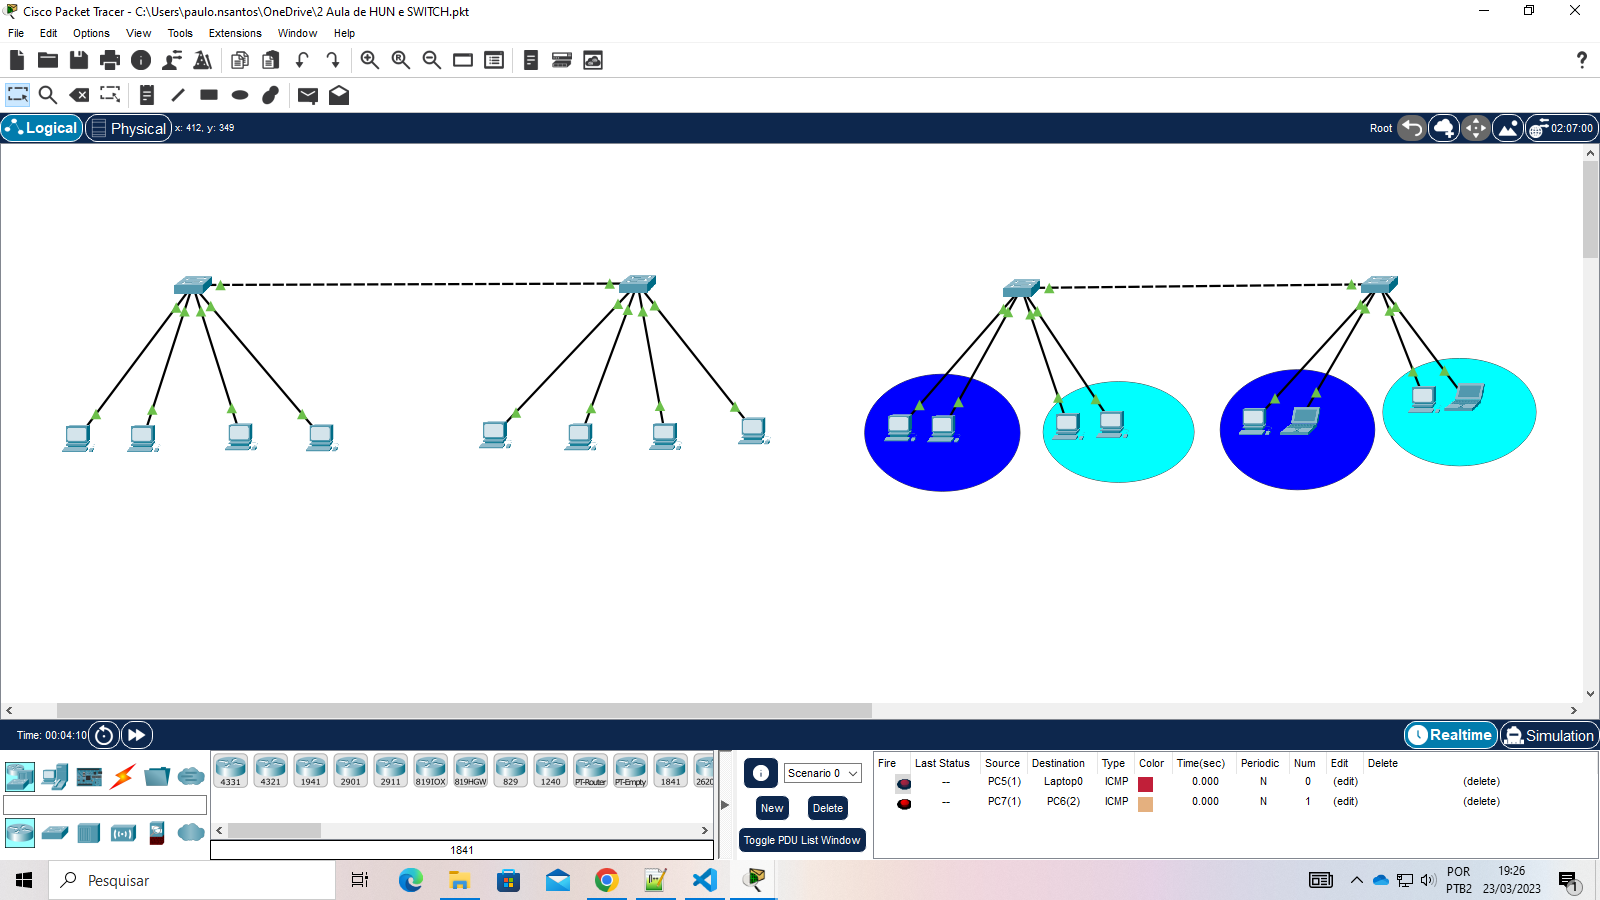 Cisco Packet Tracer - C:\Users\paulo.nsantos\OneDrive\2 Aula de HUN e SWITCH.pkt
File Edit Options View Tools Extensions Window Help
Logical Physical x: 412, y: 349 Root 02:07:00
Time: 00:04:10 Realtime Simulation
4331 4321 1941 2901 2911 819IOX 819HGW 829 1240 PT-Router PT-Empty 1841 2620
1841
Scenario 0
New Delete
Toggle PDU List Window
Fire Last Status Source Destination Type Color Time(sec) Periodic Num Edit Delete
-- PC5(1) Laptop0 ICMP 0.000 N 0 (edit) (delete)
-- PC7(1) PC6(2) ICMP 0.000 N 1 (edit) (delete)
Pesquisar
POR
PTB2
19:26
23/03/2023
1